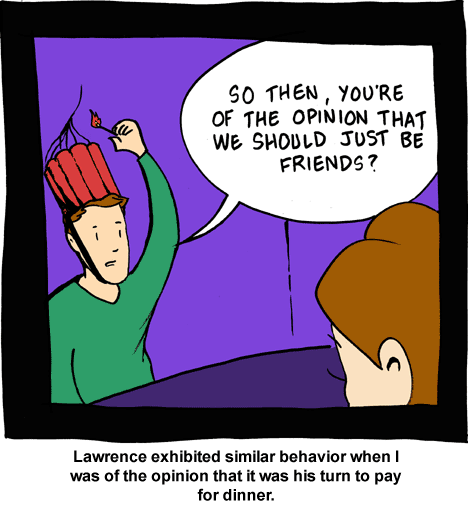 SO THEN, YOU'RE
OF THE OPINION THAT
WE SHOULD JUST BE
FRIENDS?
Lawrence exhibited similar behavior when I
was of the opinion that it was his turn to pay
for dinner.